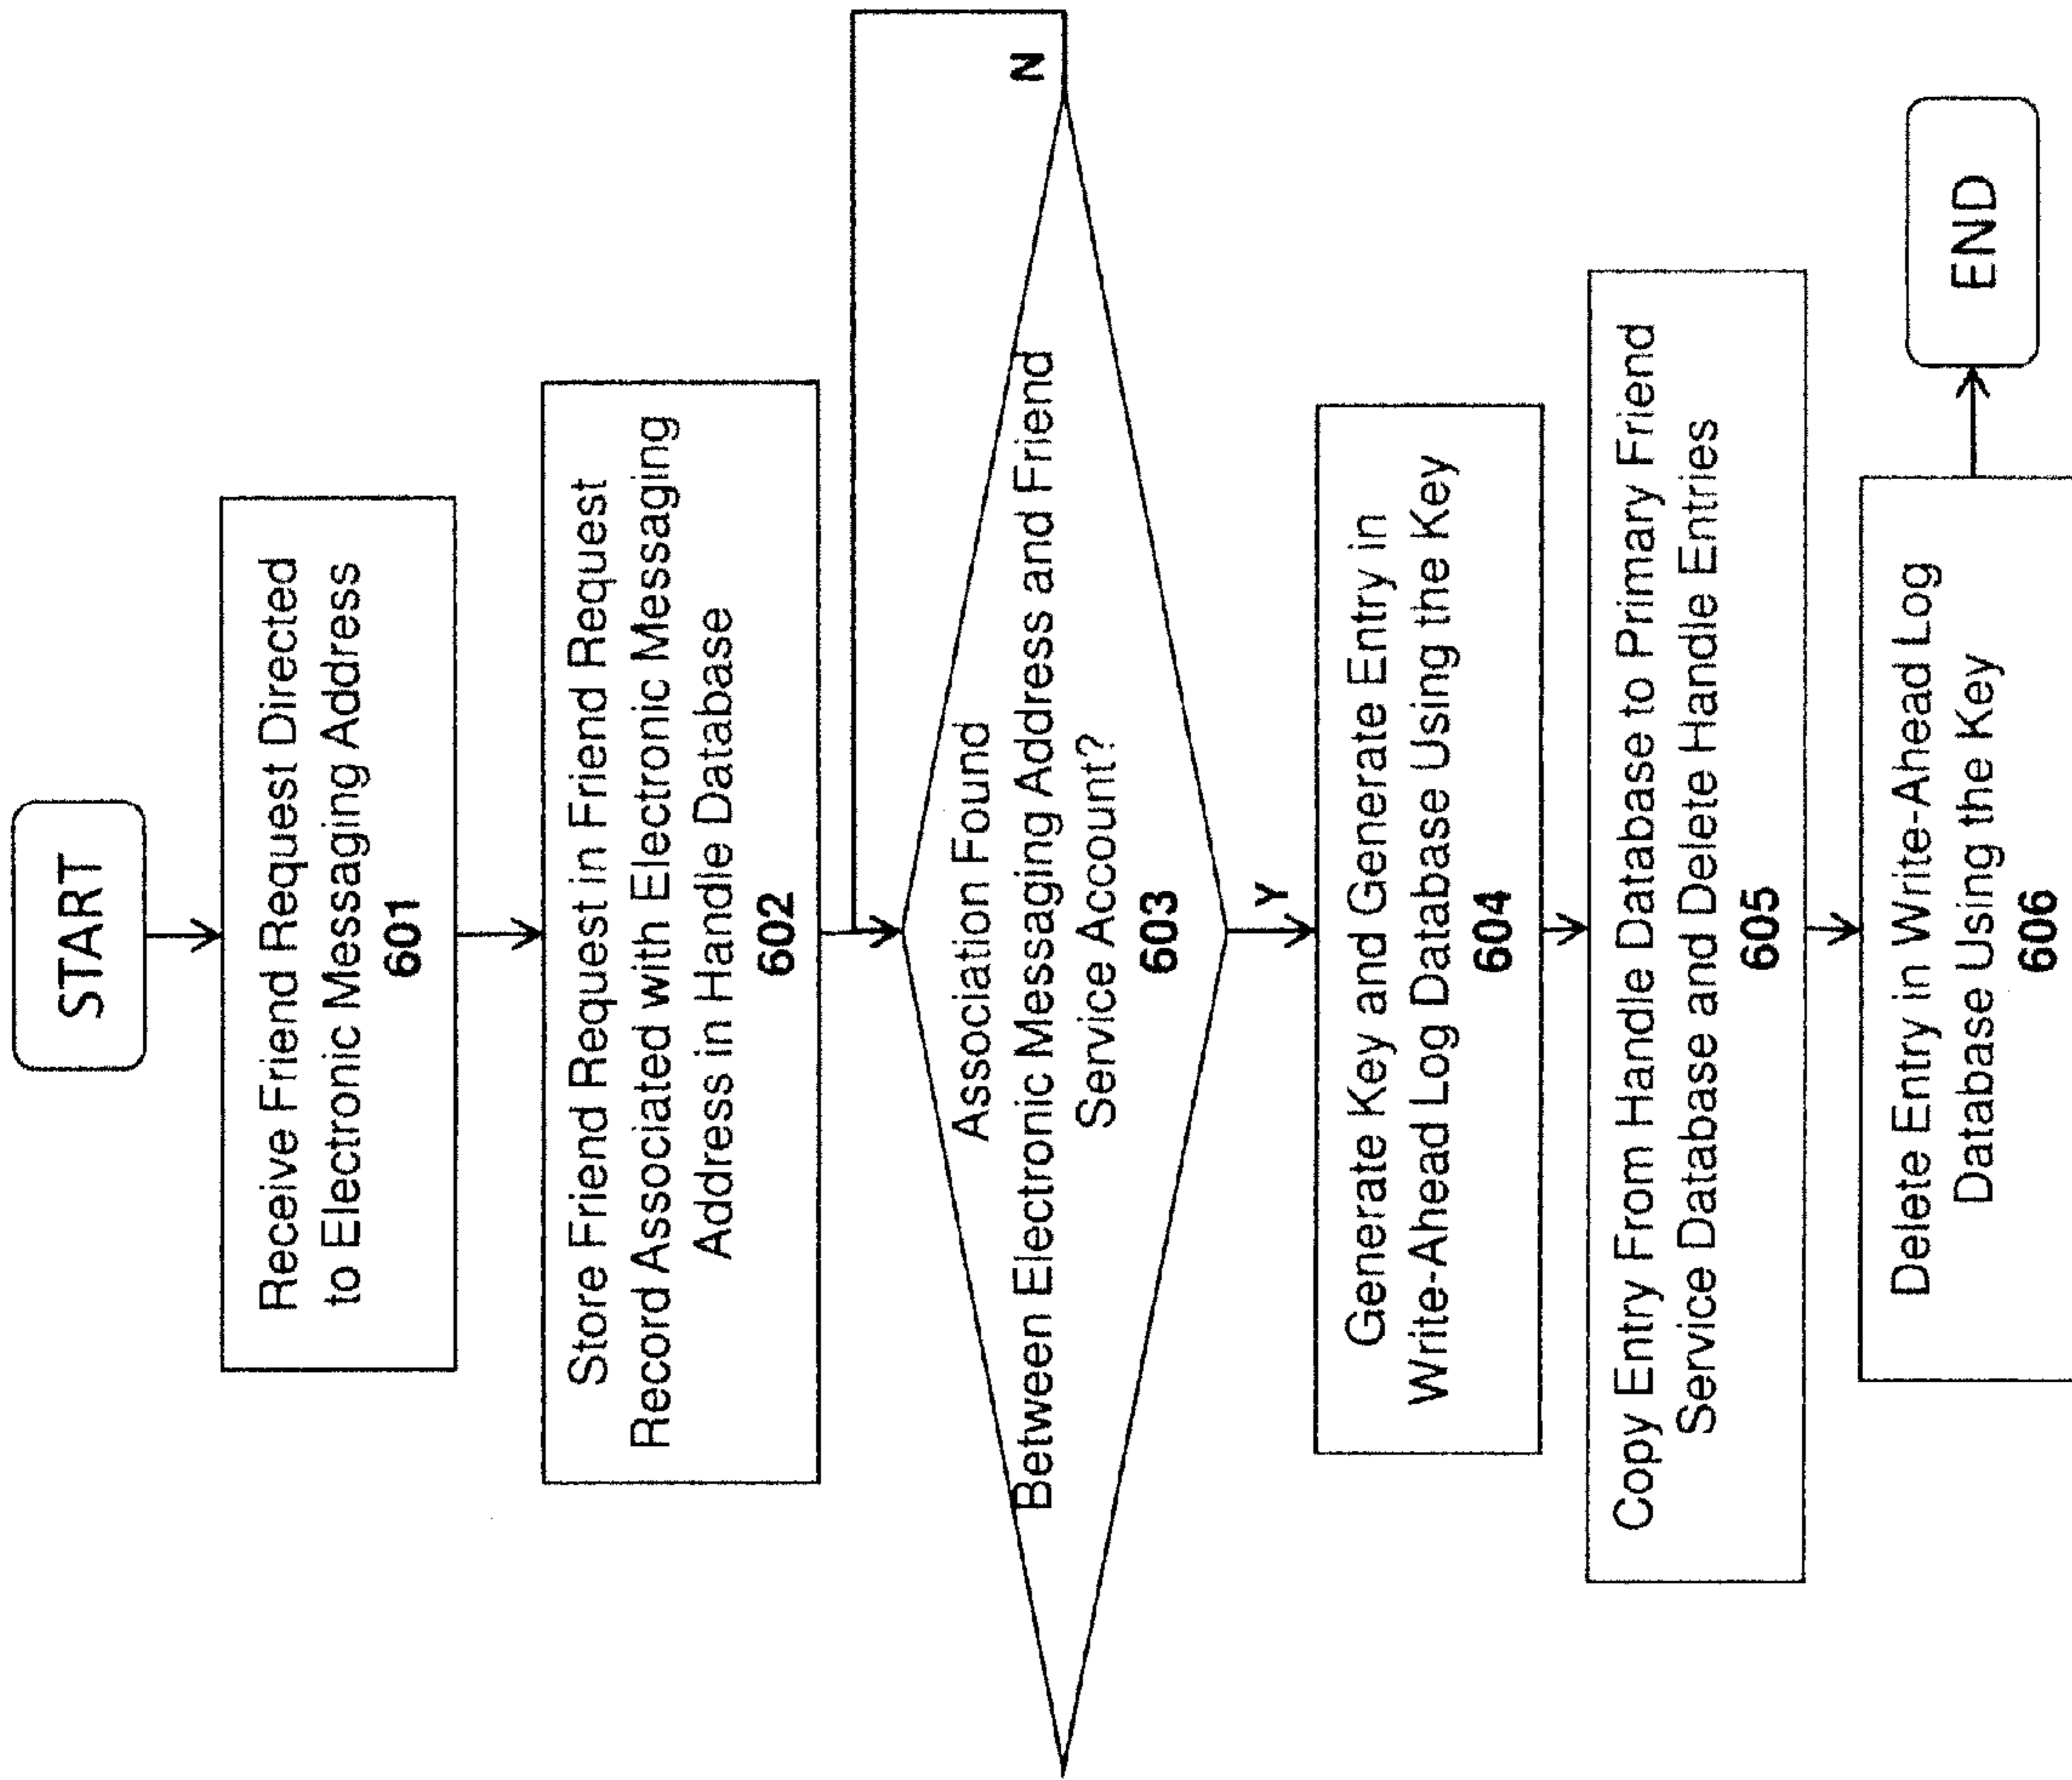 START
Receive Friend Request Directed
to Electronic Messaging Address
601
Store Friend Request in Friend Request
Record Associated with Electronic Messaging
Address in Handle Database
602
Association Found
Between Electronic Messaging Address and Friend
Service Account?
603
N
Y
Generate Key and Generate Entry in
Write-Ahead Log Database Using the Key
604
Copy Entry From Handle Database to Primary Friend
Service Database and Delete Handle Entries
605
Delete Entry in Write-Ahead Log
Database Using the Key
606
END